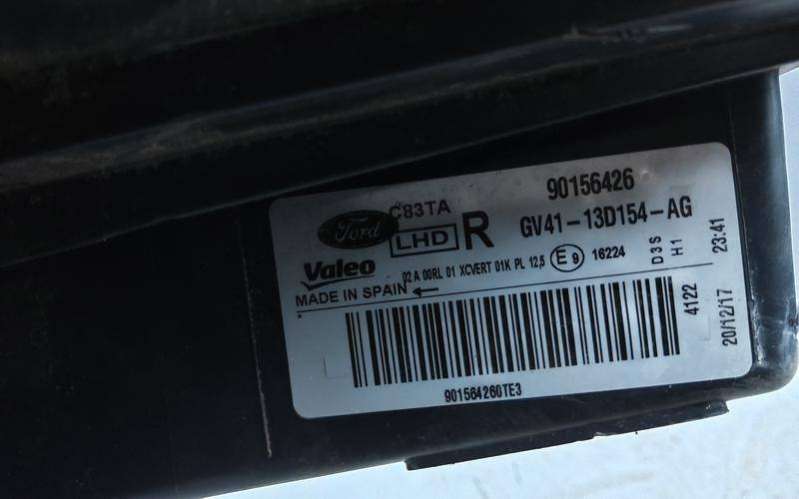 C83TA
90156426
Ford
LHD R
GV41-13D154-AG
Valeo
02 A 00RL 01 XCVERT 01K PL 12,5 E9 16224
D3S
H1
23:41
MADE IN SPAIN ←
4122
20/12/17
901564260TE3